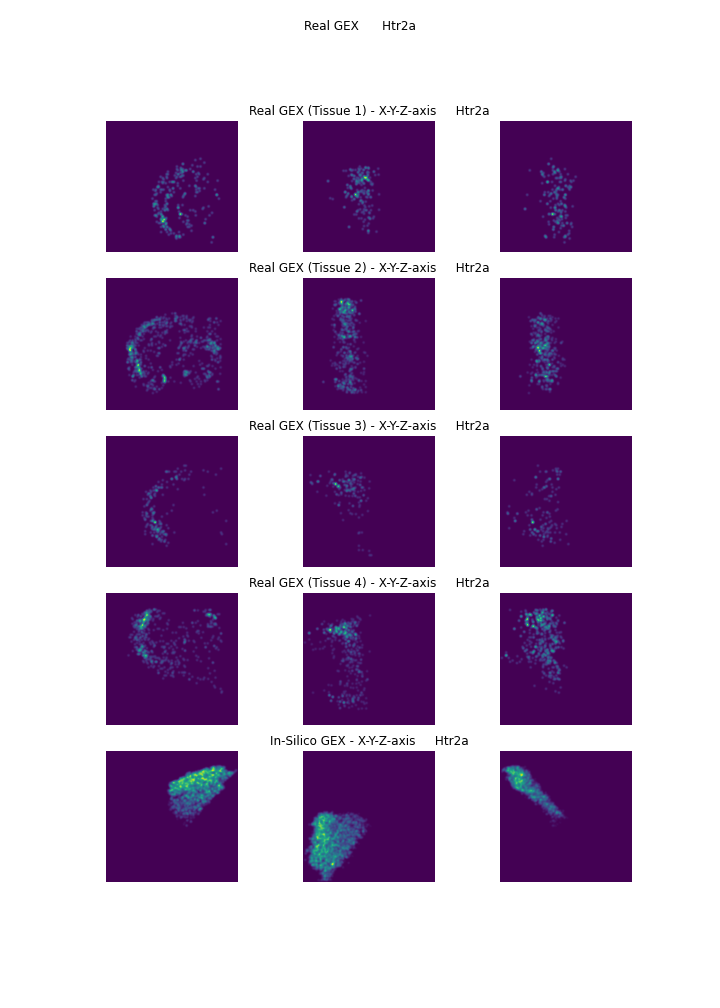 Real GEX Htr2a
Real GEX (Tissue 1) - X-Y-Z-axis Htr2a
Real GEX (Tissue 2) - X-Y-Z-axis Htr2a
Real GEX (Tissue 3) - X-Y-Z-axis Htr2a
Real GEX (Tissue 4) - X-Y-Z-axis Htr2a
In-Silico GEX - X-Y-Z-axis Htr2a